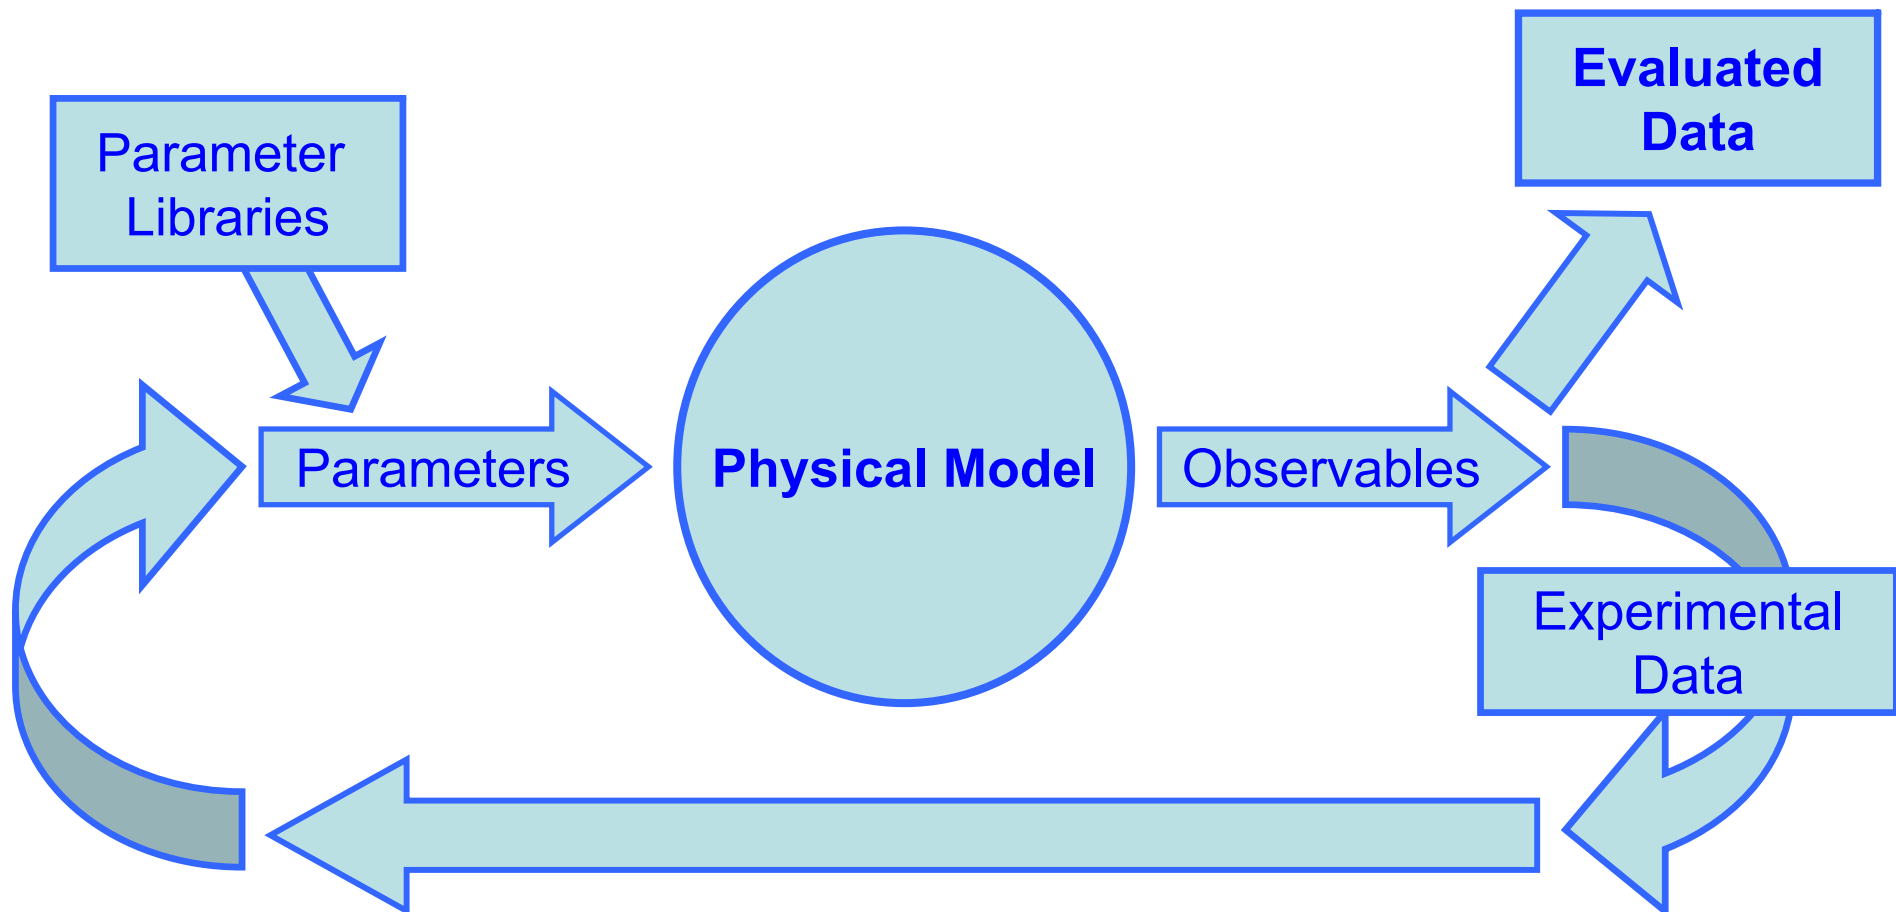 Evaluated
Data
Parameter
Libraries
Parameters
Physical Model
Observables
Experimental
Data